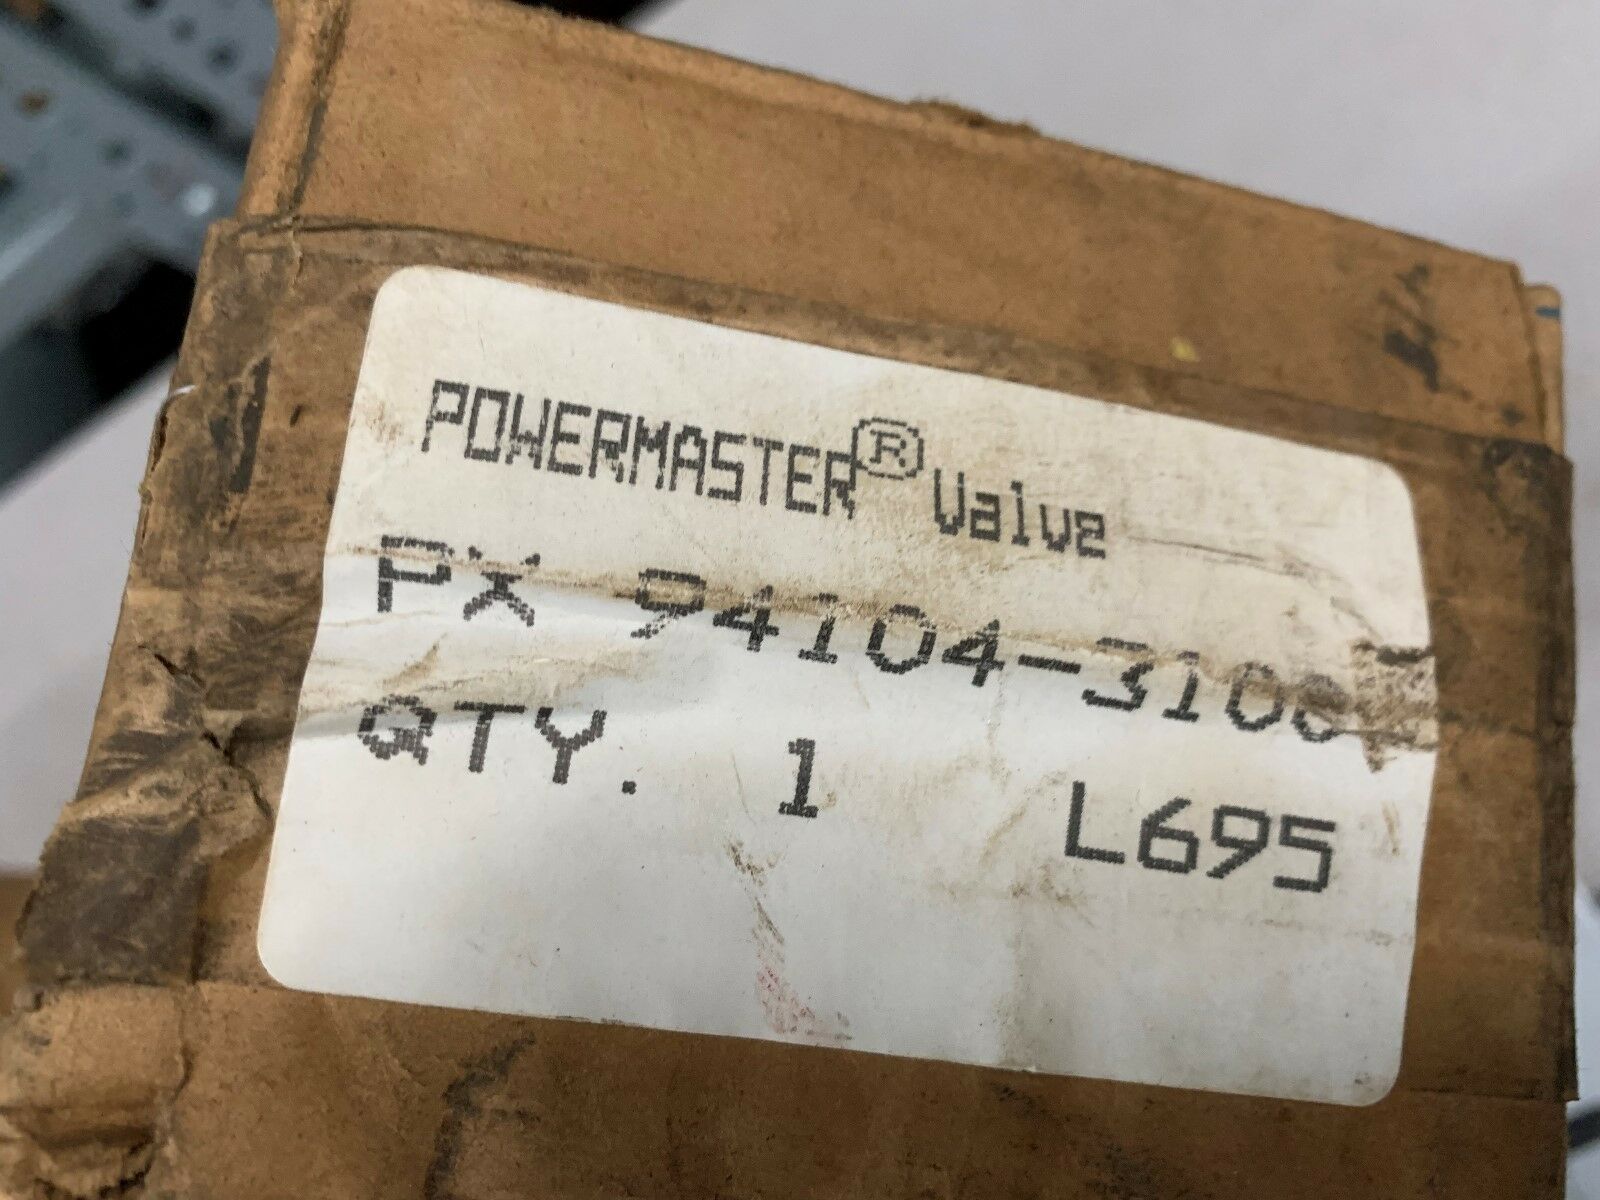 POWERMASTER® Valve
PX 94104-3100
QTY. 1 L695